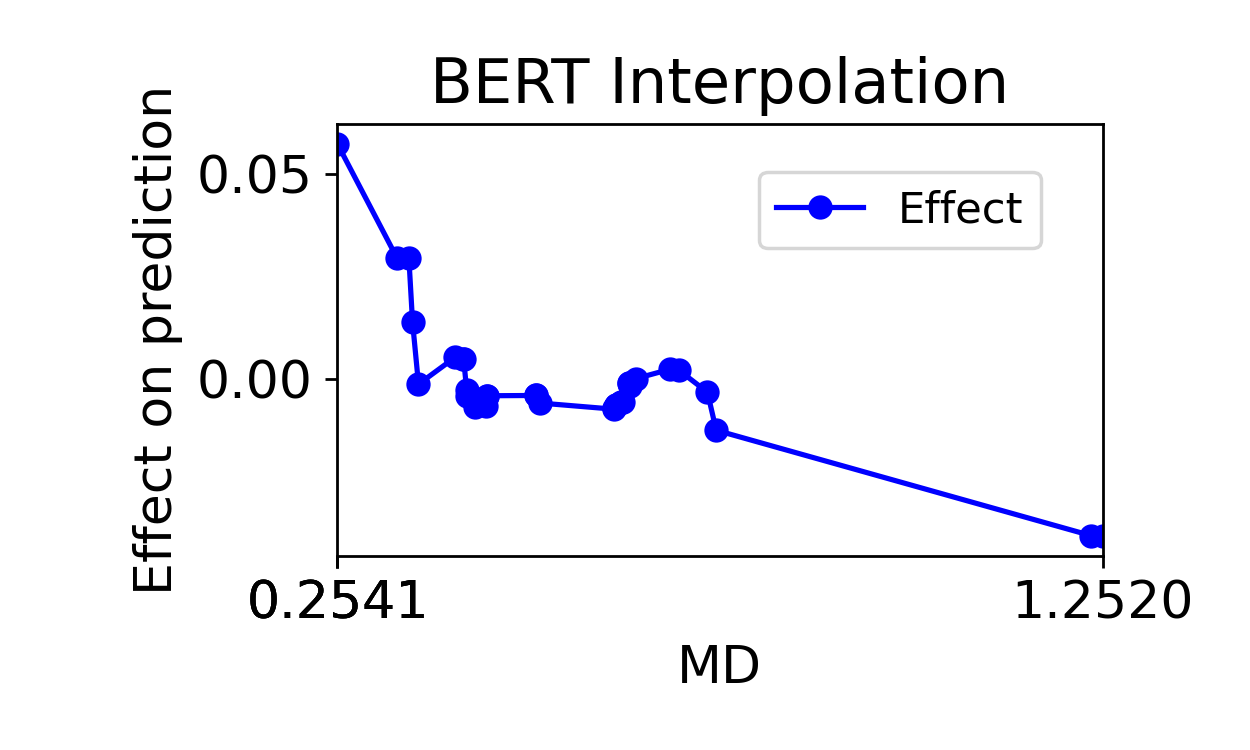 BERT Interpolation
Effect on prediction
0.05
0.00
Effect
0.2541
1.2520
MD